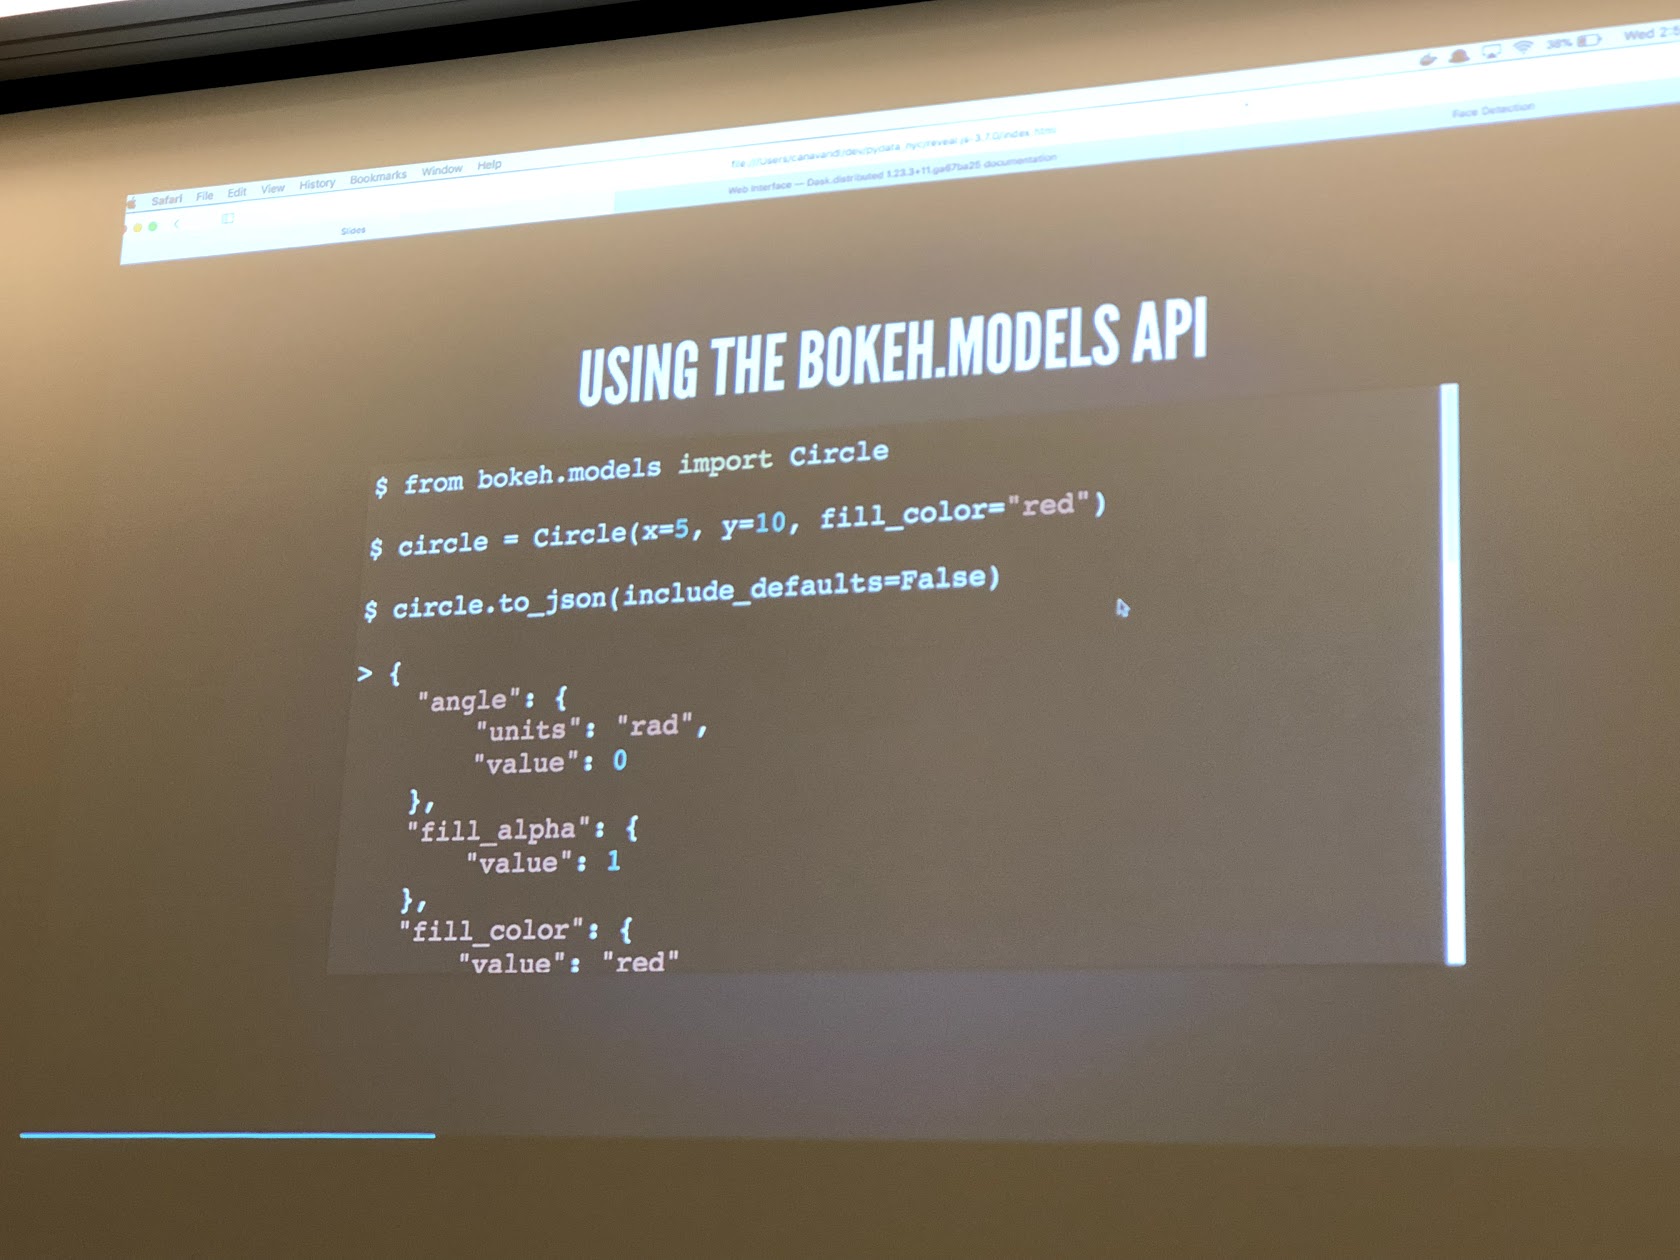 Safari File Edit View History Bookmarks Window Help
38% Wed 2:5
file:///Users/canavandl/dev/pydata_nyc/reveal.js-3.7.0/index.html
Slides
Web Interface — Dask.distributed 1.23.3+11.ga67ba25 documentation
Face Detection
USING THE BOKEH.MODELS API
$ from bokeh.models import Circle
$ circle = Circle(x=5, y=10, fill_color="red")
$ circle.to_json(include_defaults=False)
> {
"angle": {
"units": "rad",
"value": 0
},
"fill_alpha": {
"value": 1
},
"fill_color": {
"value": "red"